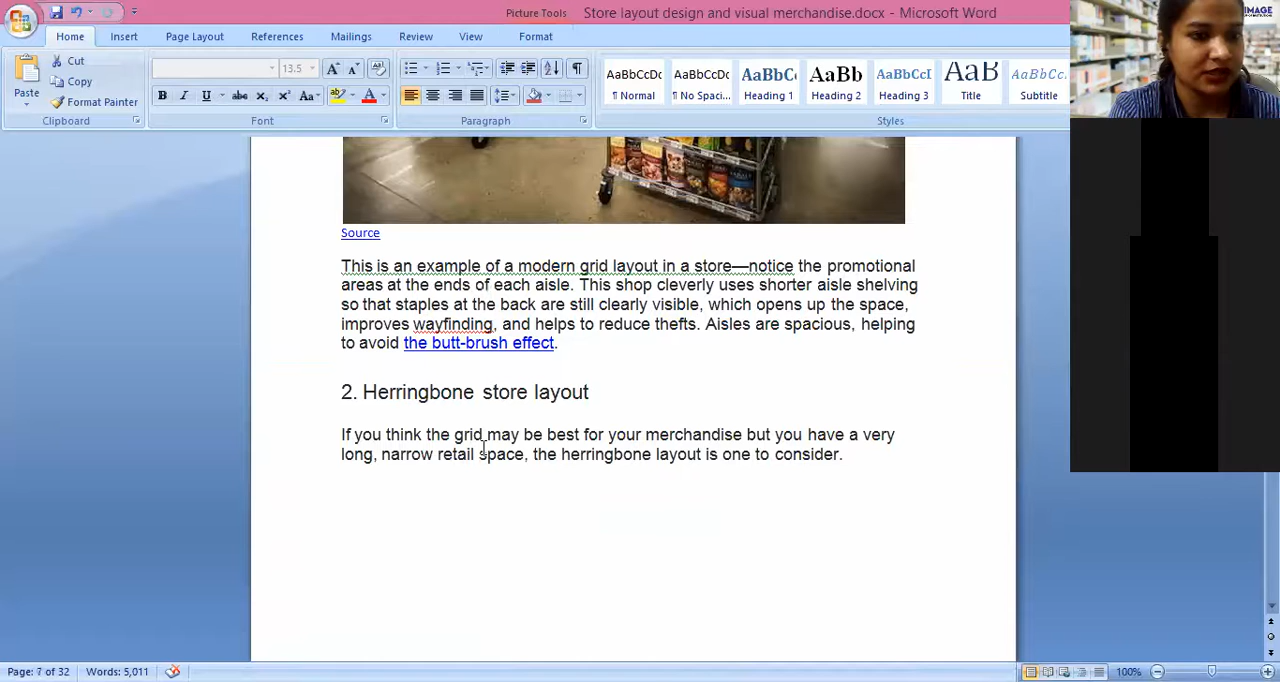 Picture Tools
Store layout design and visual merchandise.docx - Microsoft Word
Home Insert Page Layout References Mailings Review View Format
Paste
Cut
Copy
Format Painter
Clipboard
13.5
Font
Paragraph
AaBbCcDc AaBbCcDc AaBbC AaBb AaBbCcI AaB AaBbCcI
¶ Normal ¶ No Spaci... Heading 1 Heading 2 Heading 3 Title Subtitle
Styles
IMAGE
Source
This is an example of a modern grid layout in a store—notice the promotional
areas at the ends of each aisle. This shop cleverly uses shorter aisle shelving
so that staples at the back are still clearly visible, which opens up the space,
improves wayfinding, and helps to reduce thefts. Aisles are spacious, helping
to avoid the butt-brush effect.
2. Herringbone store layout
If you think the grid may be best for your merchandise but you have a very
long, narrow retail space, the herringbone layout is one to consider.
Page: 7 of 32 Words: 5,011 100%